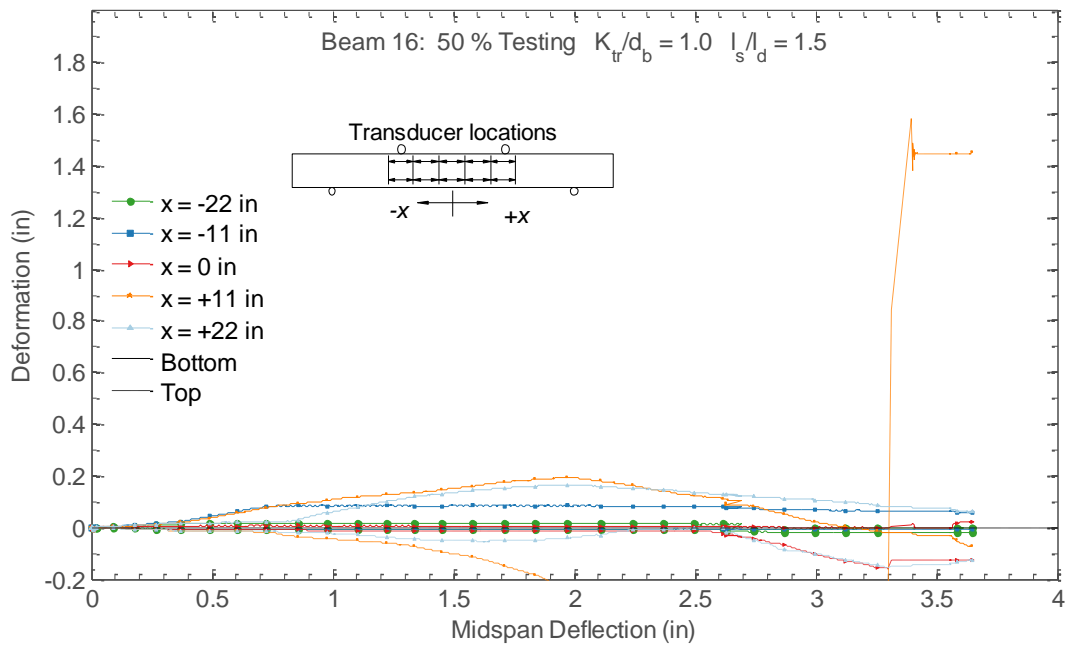 Beam 16: 50 % Testing K_tr/d_b = 1.0 l_s/l_d = 1.5
Transducer locations
-x
+x
x = -22 in
x = -11 in
x = 0 in
x = +11 in
x = +22 in
Bottom
Top
Deformation (in)
1.8
1.6
1.4
1.2
1
0.8
0.6
0.4
0.2
0
-0.2
0
0.5
1
1.5
2
2.5
3
3.5
4
Midspan Deflection (in)